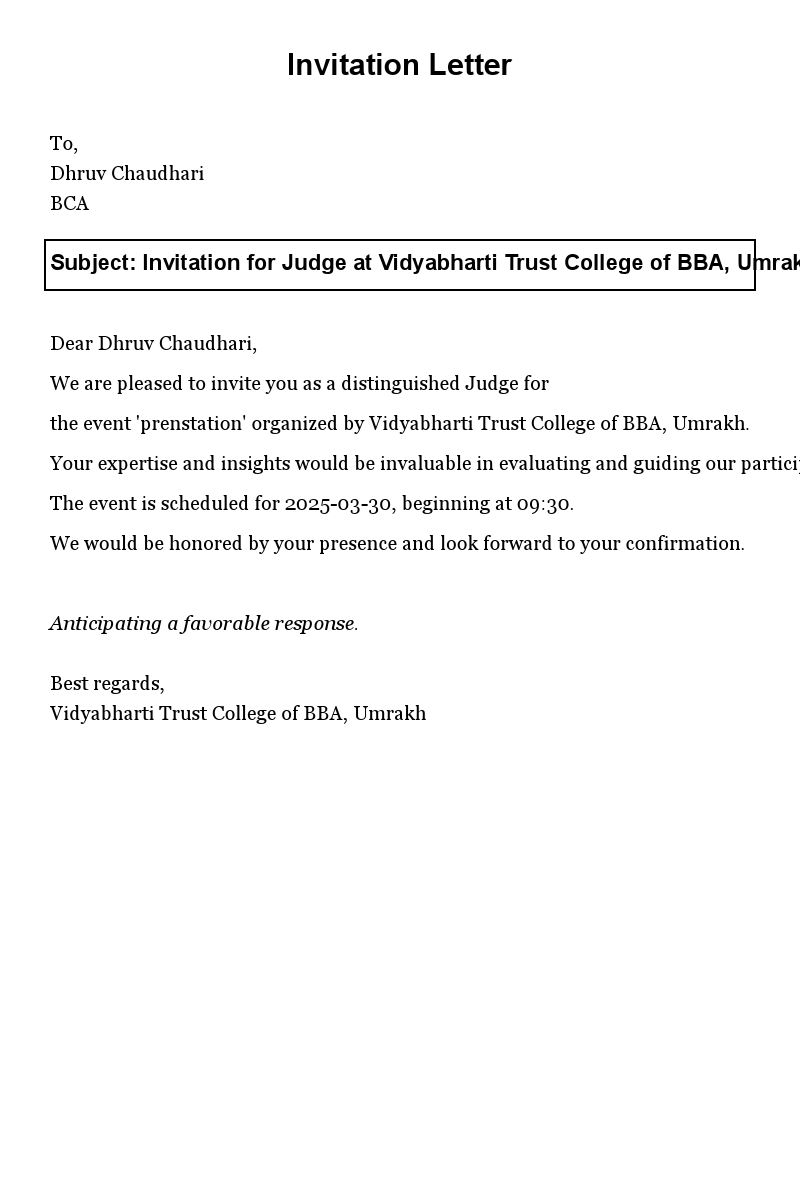 Invitation Letter
To,
Dhruv Chaudhari
BCA
Subject: Invitation for Judge at Vidyabharti Trust College of BBA, Umrak
Dear Dhruv Chaudhari,
We are pleased to invite you as a distinguished Judge for
the event 'prenstation' organized by Vidyabharti Trust College of BBA, Umrakh.
Your expertise and insights would be invaluable in evaluating and guiding our partici
The event is scheduled for 2025-03-30, beginning at 09:30.
We would be honored by your presence and look forward to your confirmation.
Anticipating a favorable response.
Best regards,
Vidyabharti Trust College of BBA, Umrakh